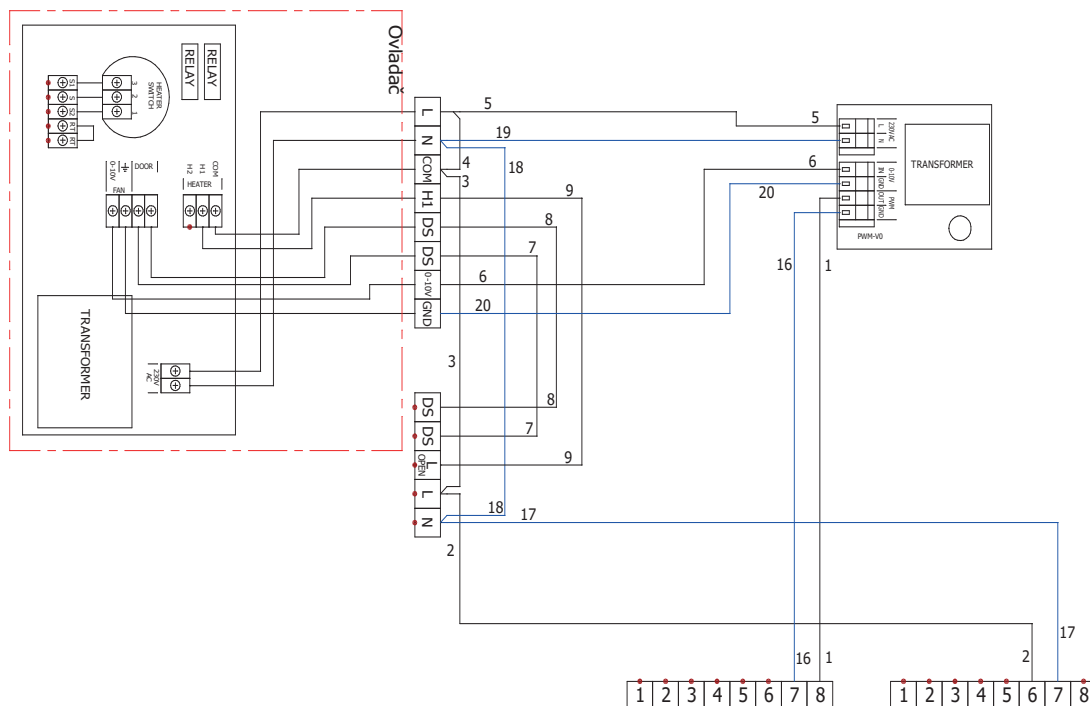 Ovladač
RELAY
RELAY
HEATER
SWITCH
3
2
1
S1
S
S2
RT
RT
0-10V
DOOR
FAN
H2
H1
COM
HEATER
TRANSFORMER
230V
AC
L
N
COM
H1
DS
DS
0-10V
GND
DS
DS
L
OPEN
L
N
5
19
18
4
3
9
8
7
6
20
3
8
7
9
18
17
2
5
6
20
16
1
230VAC
L
N
0-10V
IN
GND
PWM
OUT
GND
TRANSFORMER
PWM-V0
17
2
16
1
1 2 3 4 5 6 7 8
1 2 3 4 5 6 7 8